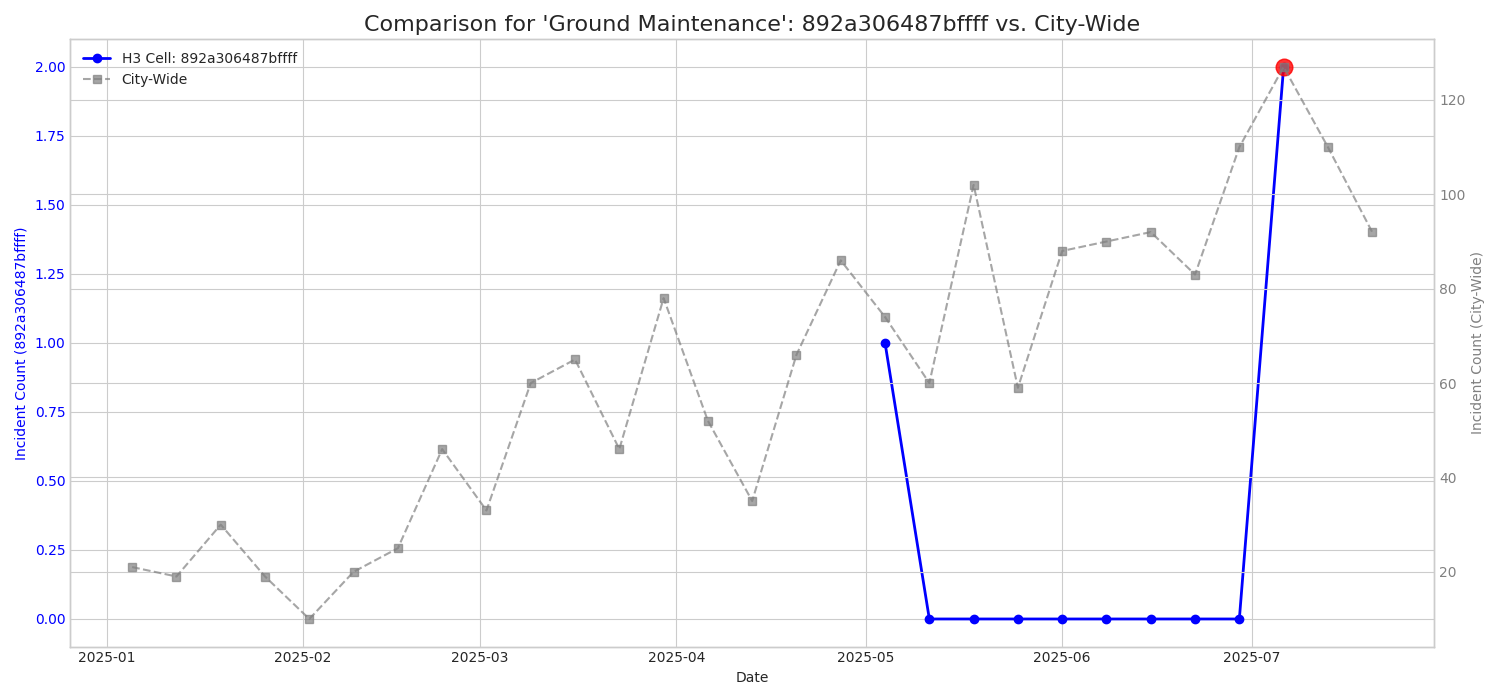 Comparison for 'Ground Maintenance': 892a306487bffff vs. City-Wide
H3 Cell: 892a306487bffff
City-Wide
2.00
1.75
1.50
1.25
1.00
0.75
0.50
0.25
0.00
Incident Count (892a306487bffff)
120
100
80
60
40
20
Incident Count (City-Wide)
2025-01 2025-02 2025-03 2025-04 2025-05 2025-06 2025-07
Date